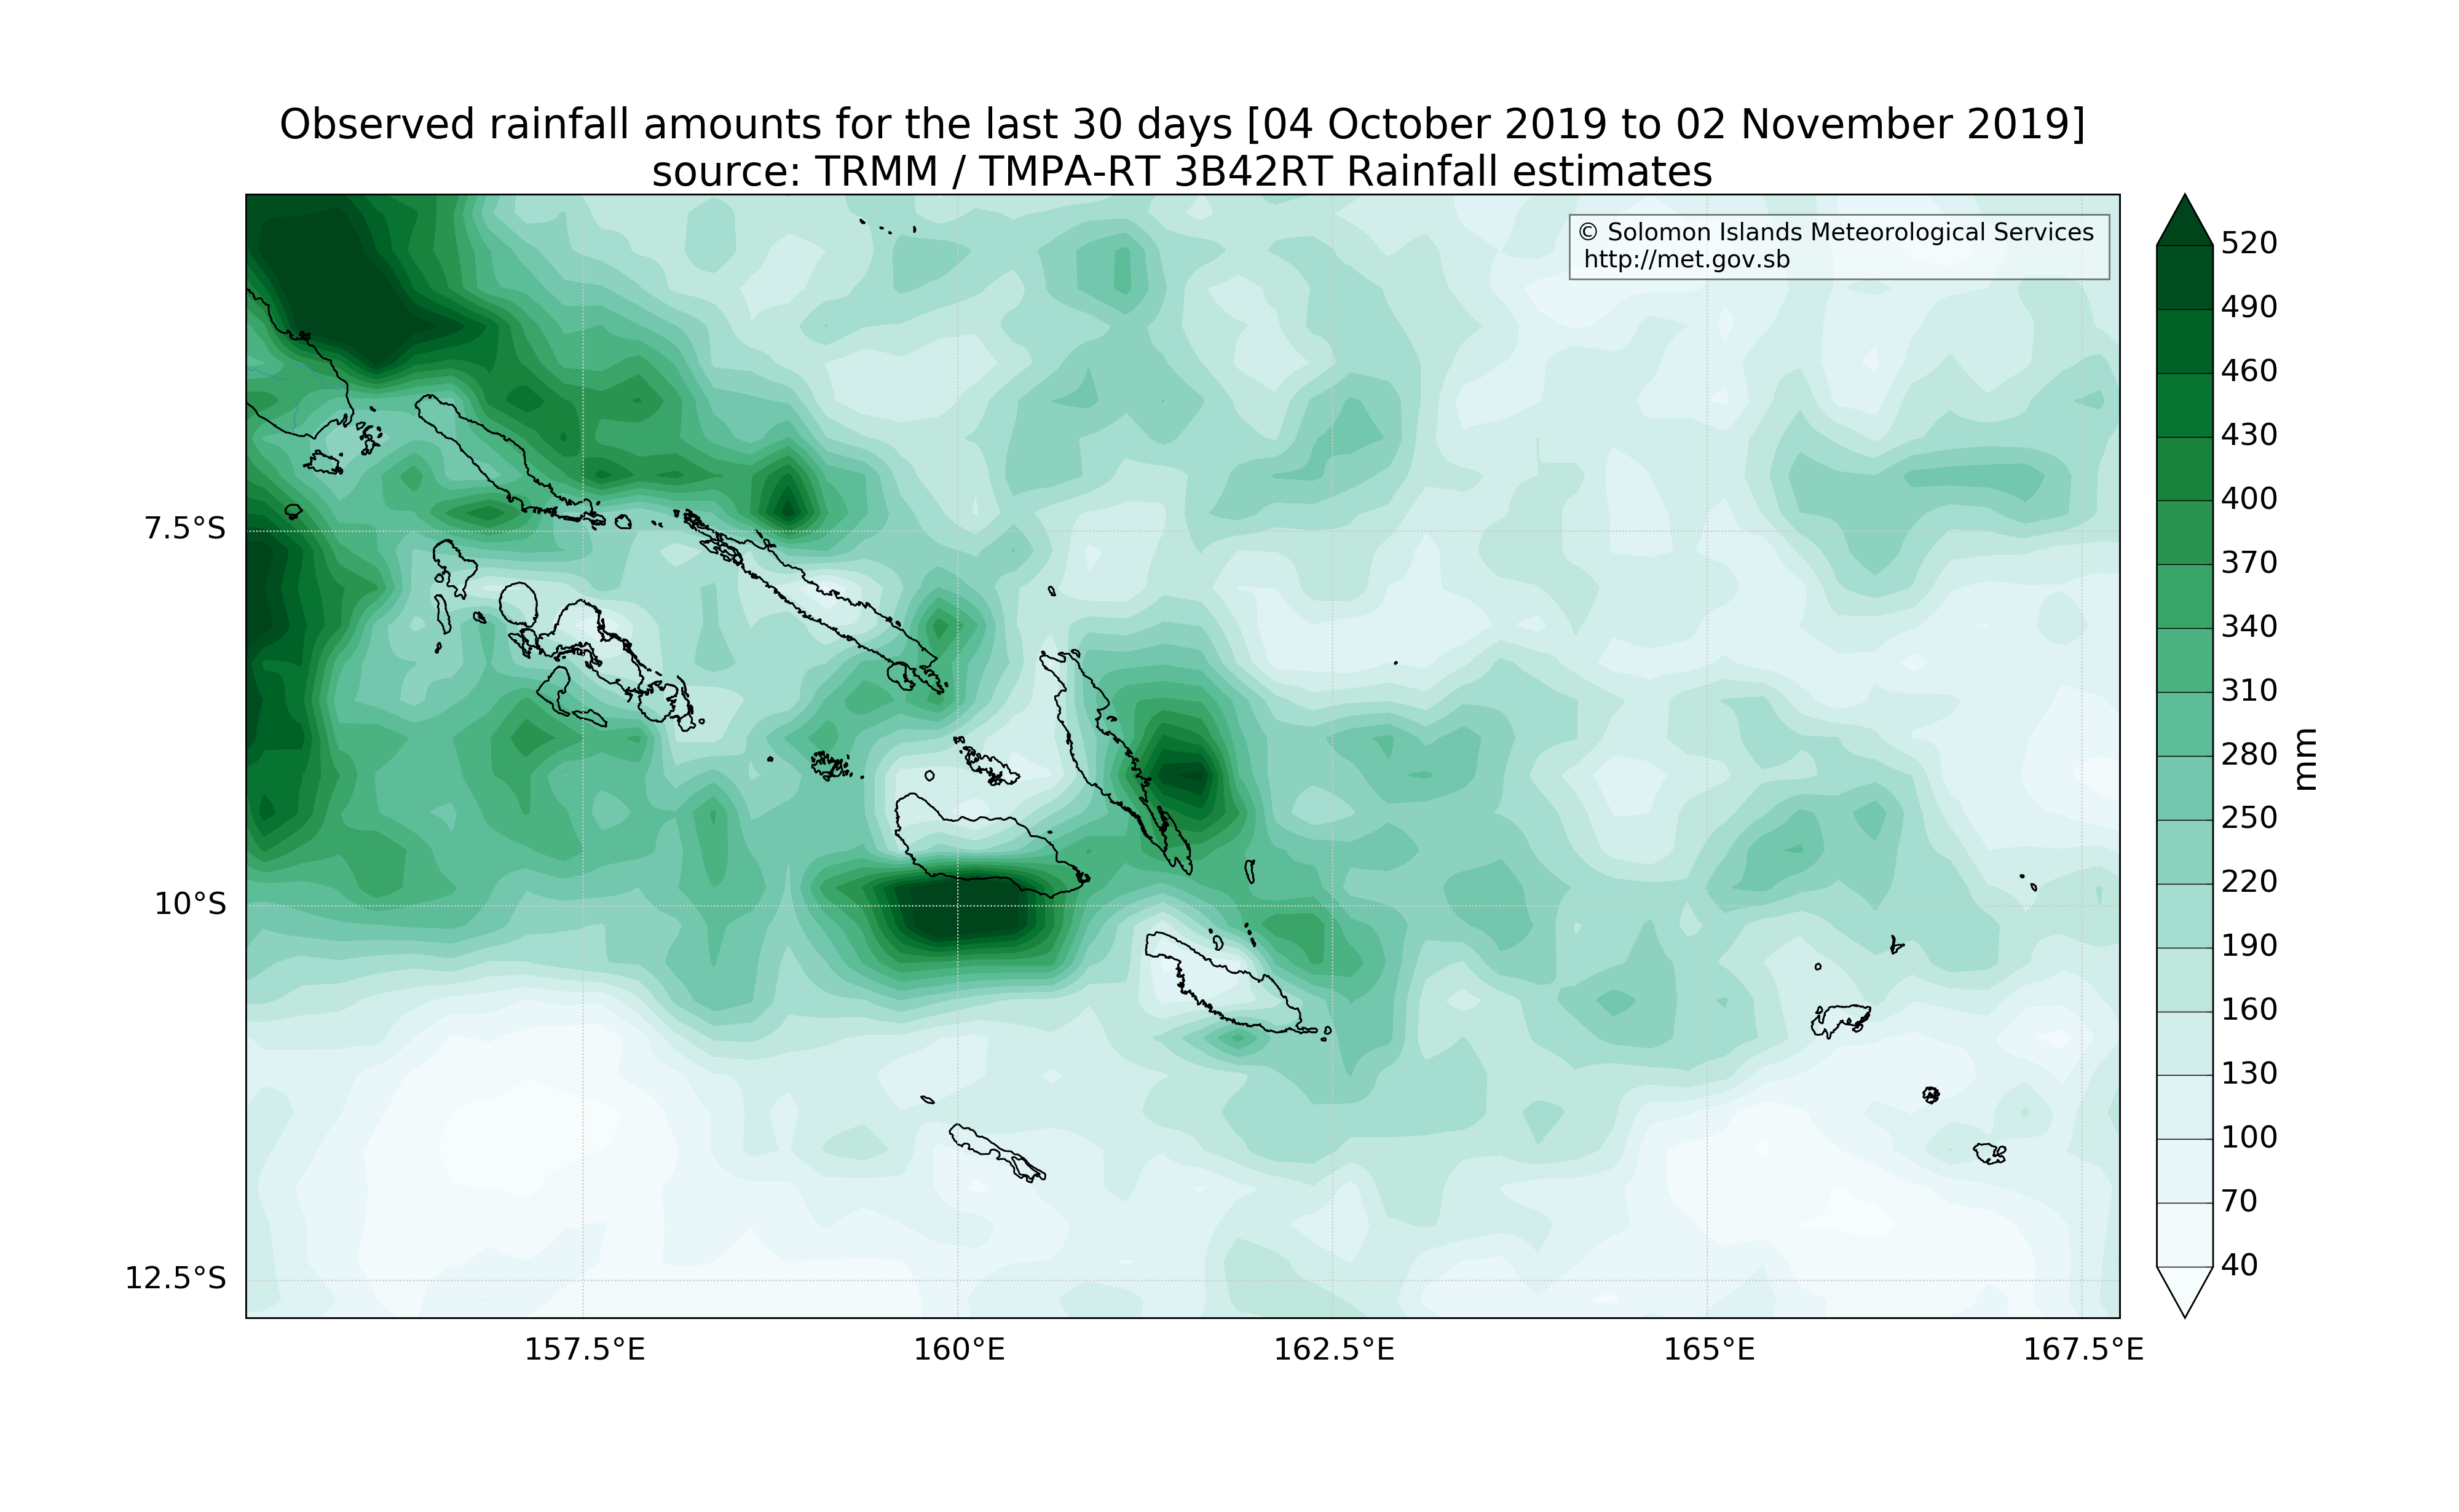 Observed rainfall amounts for the last 30 days [04 October 2019 to 02 November 2019]
source: TRMM / TMPA-RT 3B42RT Rainfall estimates
© Solomon Islands Meteorological Services
http://met.gov.sb
7.5°S
10°S
12.5°S
157.5°E
160°E
162.5°E
165°E
167.5°E
520
490
460
430
400
370
340
310
280
250
220
190
160
130
100
70
40
mm